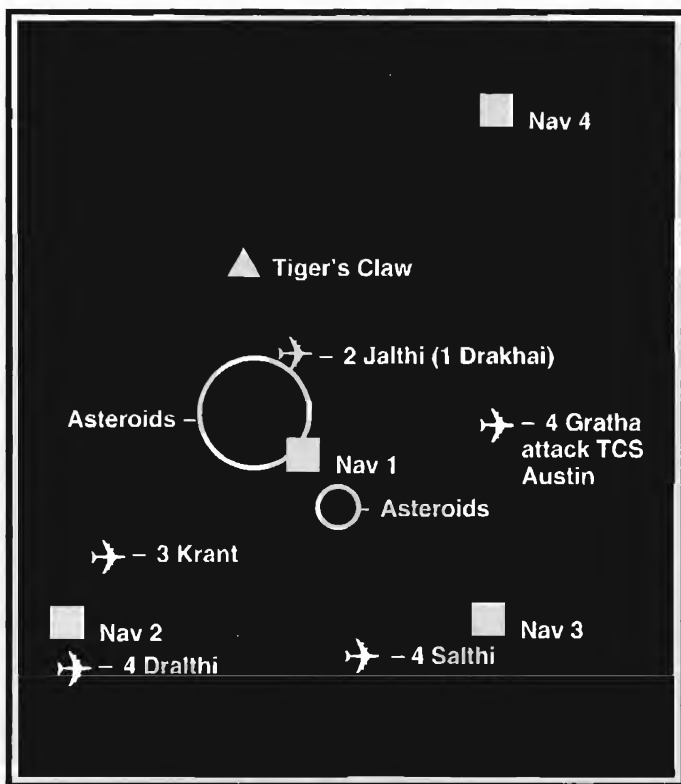 Nav 4
Tiger's Claw
– 2 Jalthi (1 Drakhai)
Asteroids –
– 4 Gratha
attack TCS
Austin
Nav 1
– Asteroids
– 3 Krant
Nav 2
Nav 3
– 4 Dralthi
– 4 Salthi